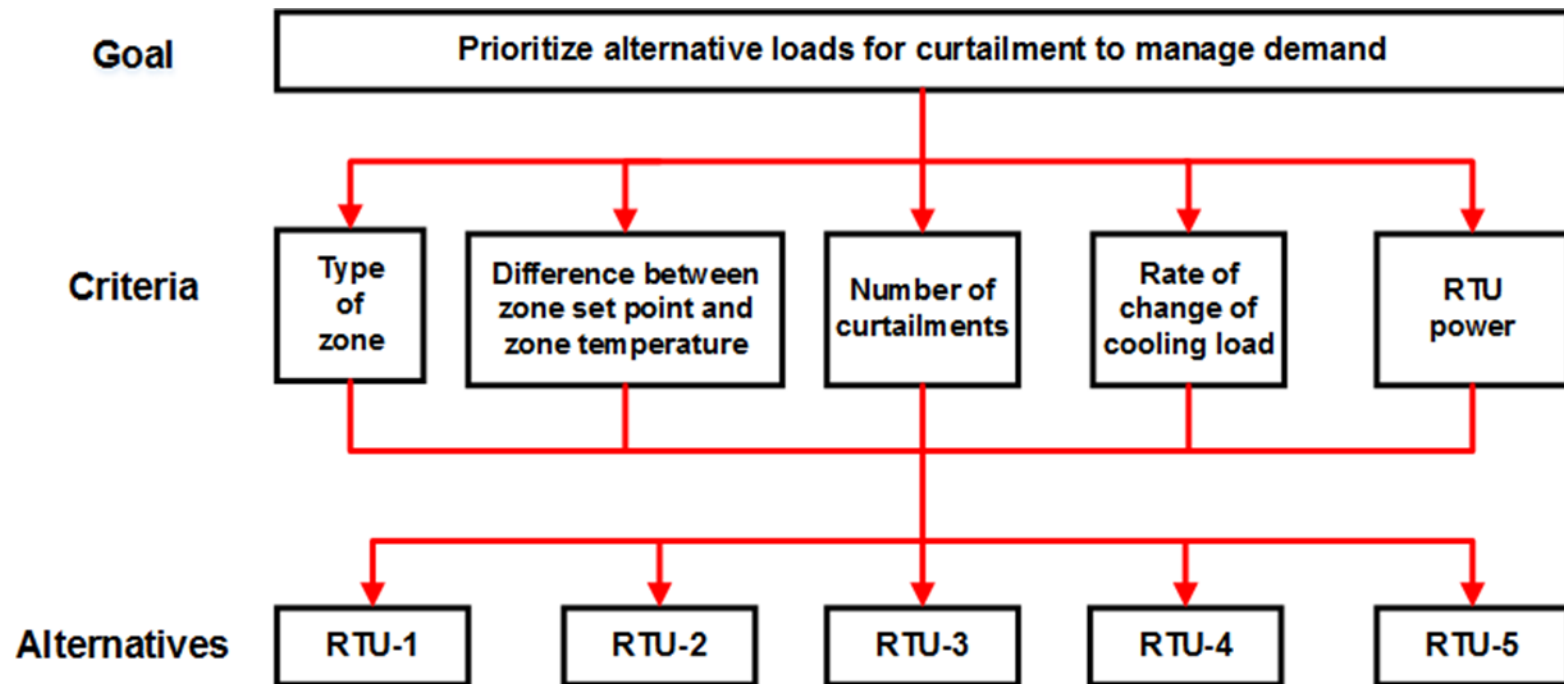 Goal
Prioritize alternative loads for curtailment to manage demand
Criteria
Type
of
zone
Difference between
zone set point and
zone temperature
Number of
curtailments
Rate of
change of
cooling load
RTU
power
Alternatives
RTU-1
RTU-2
RTU-3
RTU-4
RTU-5